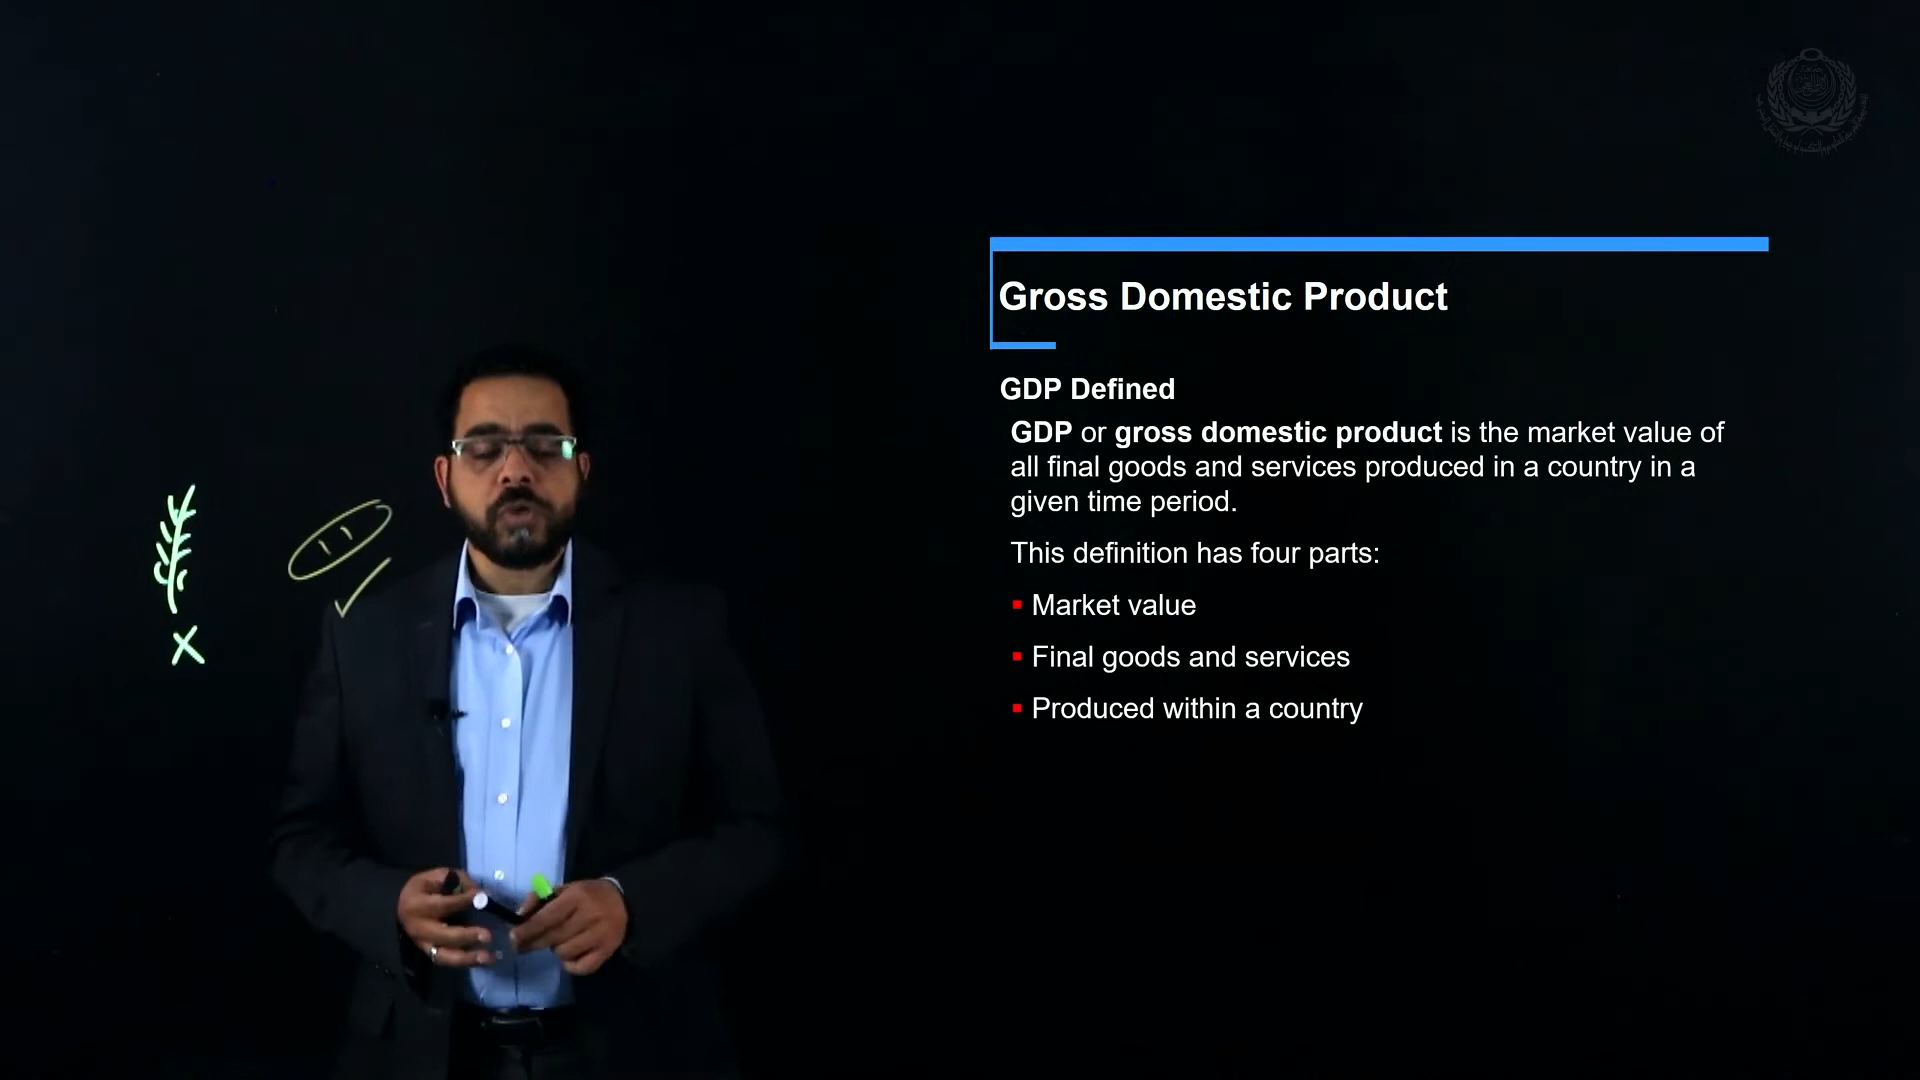 Gross Domestic Product
GDP Defined
GDP or gross domestic product is the market value of
all final goods and services produced in a country in a
given time period.
This definition has four parts:
▪ Market value
▪ Final goods and services
▪ Produced within a country